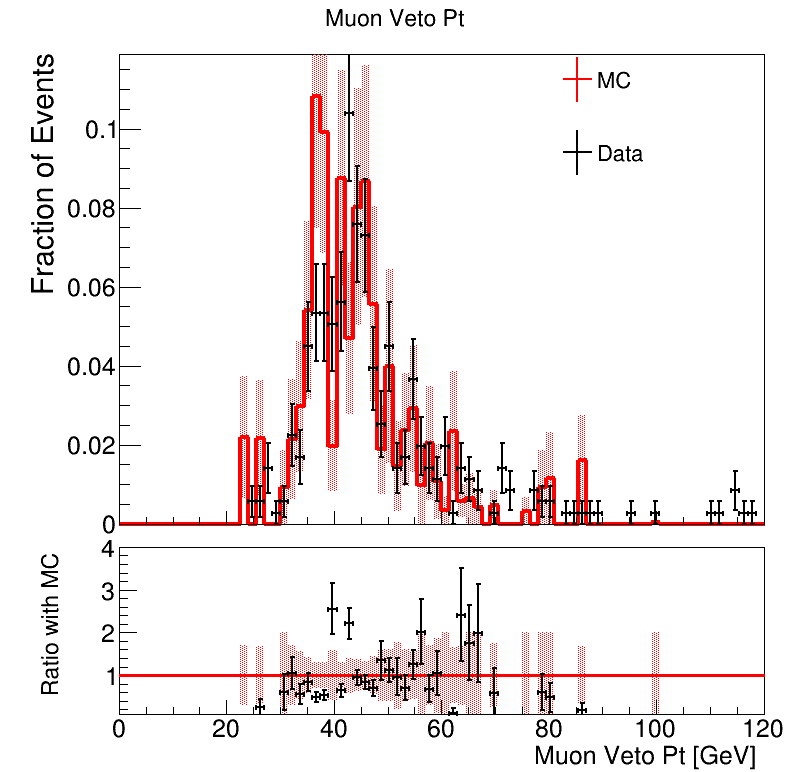 Muon Veto Pt
Fraction of Events
0.1
0.08
0.06
0.04
0.02
0
MC
Data
Ratio with MC
4
3
2
1
0 20 40 60 80 100 120
Muon Veto Pt [GeV]